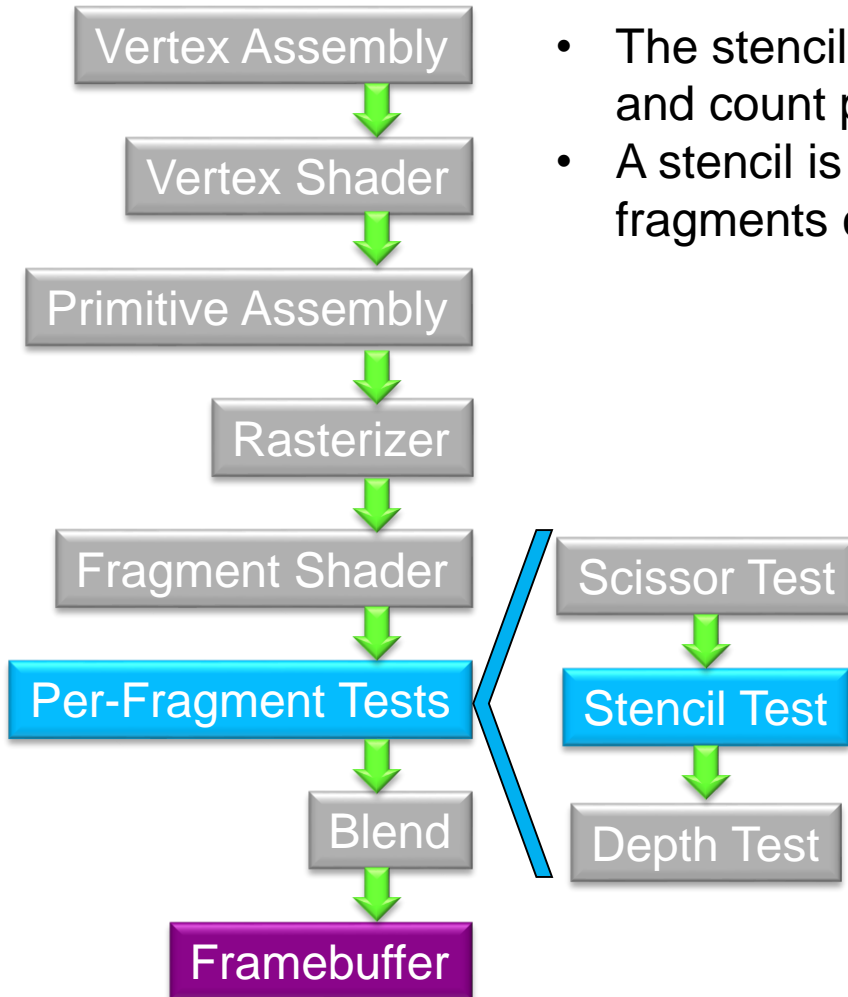 Vertex Assembly
Vertex Shader
Primitive Assembly
Rasterizer
Fragment Shader
Per-Fragment Tests
Blend
Framebuffer
• The stencil
and count p
• A stencil is
fragments
Scissor Test
Stencil Test
Depth Test